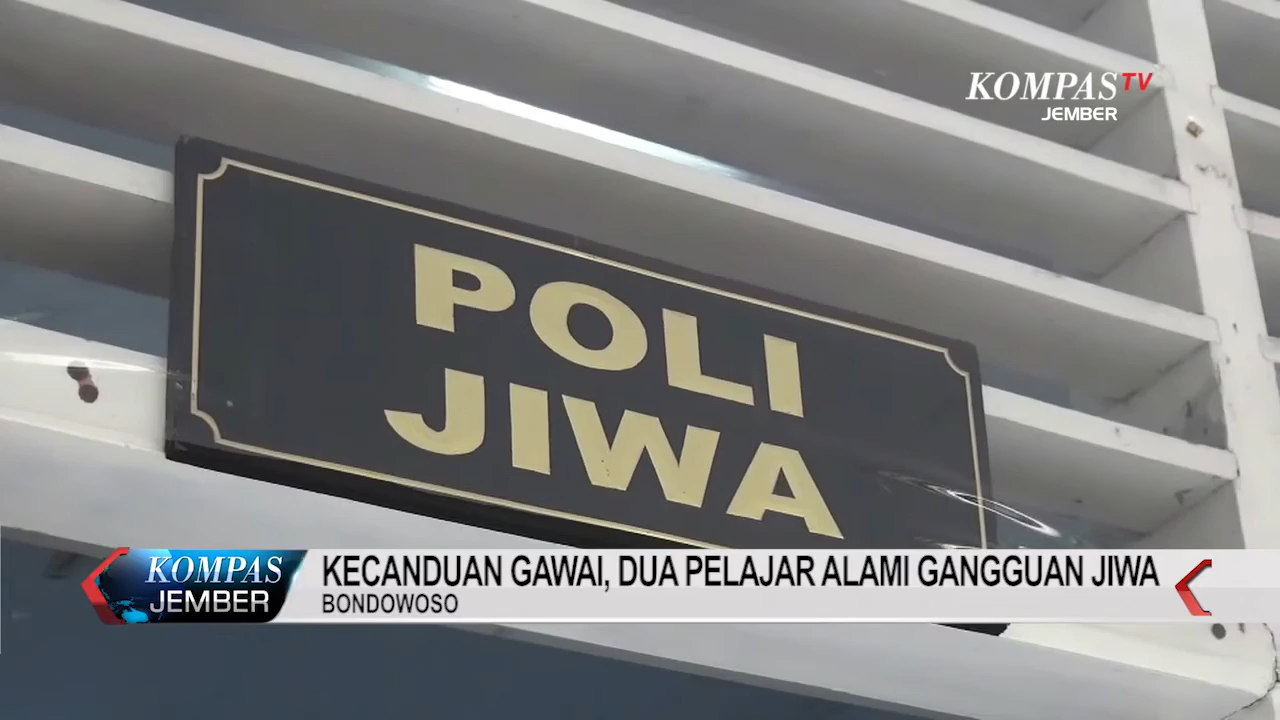 KOMPASTV
JEMBER
POLI
JIWA
KOMPAS
JEMBER
KECANDUAN GAWAI, DUA PELAJAR ALAMI GANGGUAN JIWA
BONDOWOSO